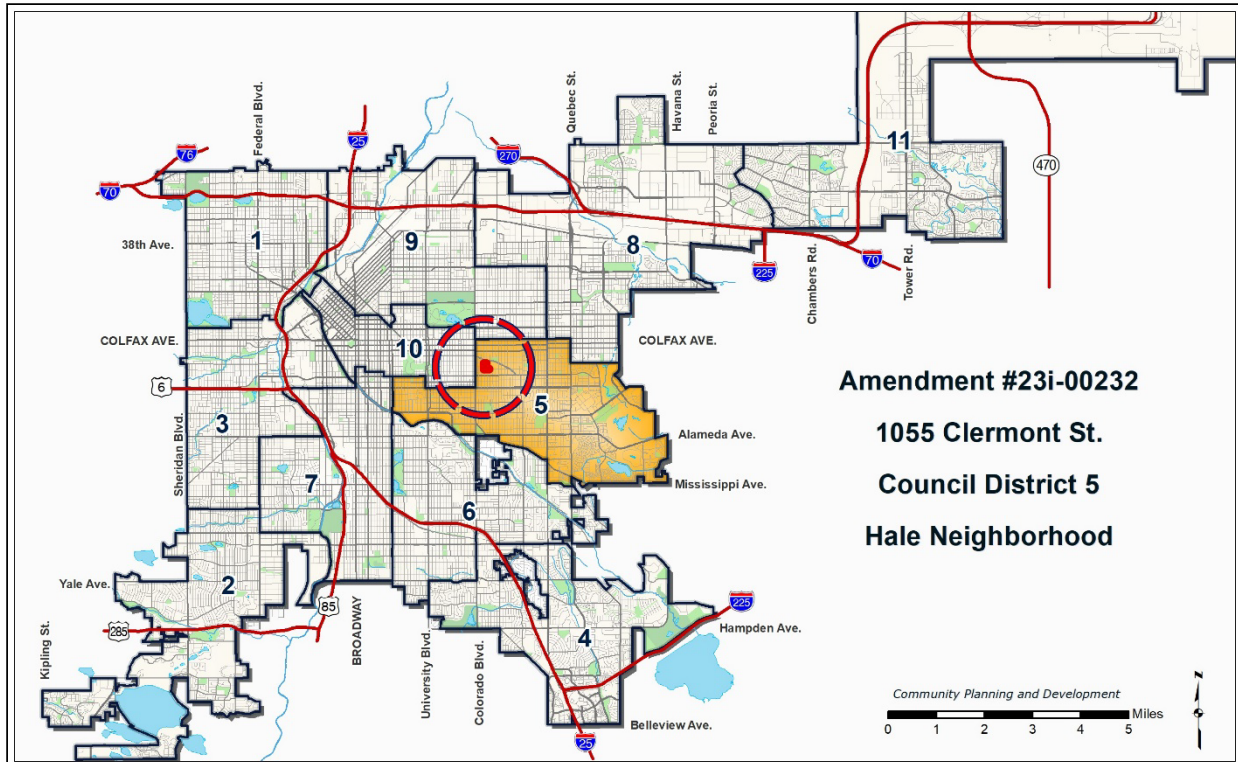 Federal Blvd.
Quebec St.
Havana St.
Peoria St.
76
25
270
70
11
470
38th Ave.
1
9
8
225
70
Chambers Rd.
Tower Rd.
COLFAX AVE.
10
COLFAX AVE.
6
Sheridan Blvd.
3
5
Amendment #23i-00232
1055 Clermont St.
Council District 5
Hale Neighborhood
Alameda Ave.
Mississippi Ave.
7
6
Yale Ave.
2
85
BROADWAY
University Blvd.
Colorado Blvd.
225
Hampden Ave.
285
4
Kipling St.
Belleview Ave.
25
Community Planning and Development
Miles
0 1 2 3 4 5
N